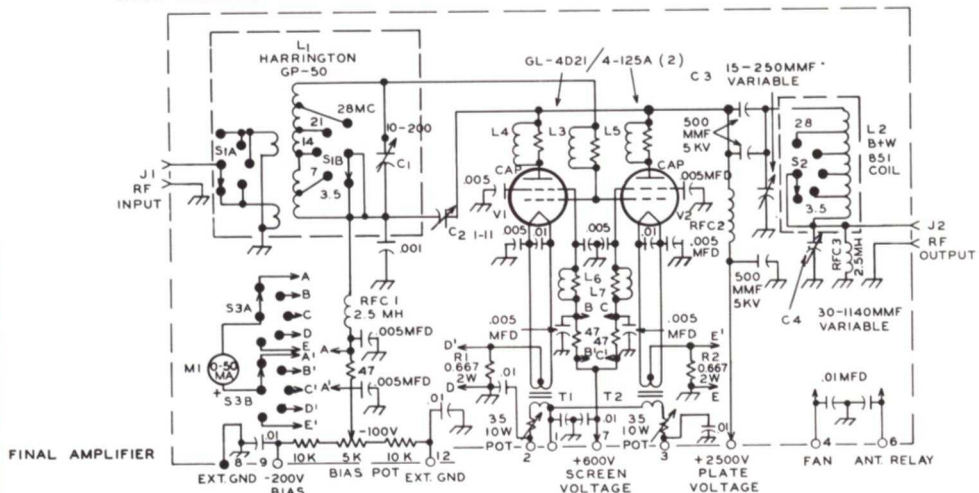 L1
HARRINGTON
GP-50
GL-4D21/4-125A (2)
C3
15-250MMF
VARIABLE
28MC
21
14
7
3.5
S1A
S1B
10-200
C1
J1
RF
INPUT
.001
C2 1-11
L4
L3
L5
CAP
CAP
.005
V1
V2
.005MFD
500
MMF
5KV
RFC2
28
S2
3.5
L2
B+W
851
COIL
J2
RF
OUTPUT
RFC3
2.5MH
C4
30-1140MMF
VARIABLE
500
MMF
5KV
.005
.01
.005
.01
.005
MFD
L6
L7
B
C
B'
C'
47
47
.005
MFD
.005
MFD
RFC1
2.5 MH
.005MFD
A
47
A'
.005MFD
S3A
S3B
M1
0-50
MA
+
A
B
C
D
E
A'
B'
C'
D'
E'
D'
R1
0.667
2W
D
.01
E'
R2
0.667
2W
E
T1
T2
35
10W
POT
35
10W
POT
.01
.01
.01MFD
FINAL AMPLIFIER
8
.01
9
10K
5K
10K
-100V
.01
12
2
1
.01
7
3
5
4
6
EXT. GND
-200V
BIAS
BIAS POT
EXT. GND
+600V
SCREEN
VOLTAGE
+2500V
PLATE
VOLTAGE
FAN
ANT. RELAY